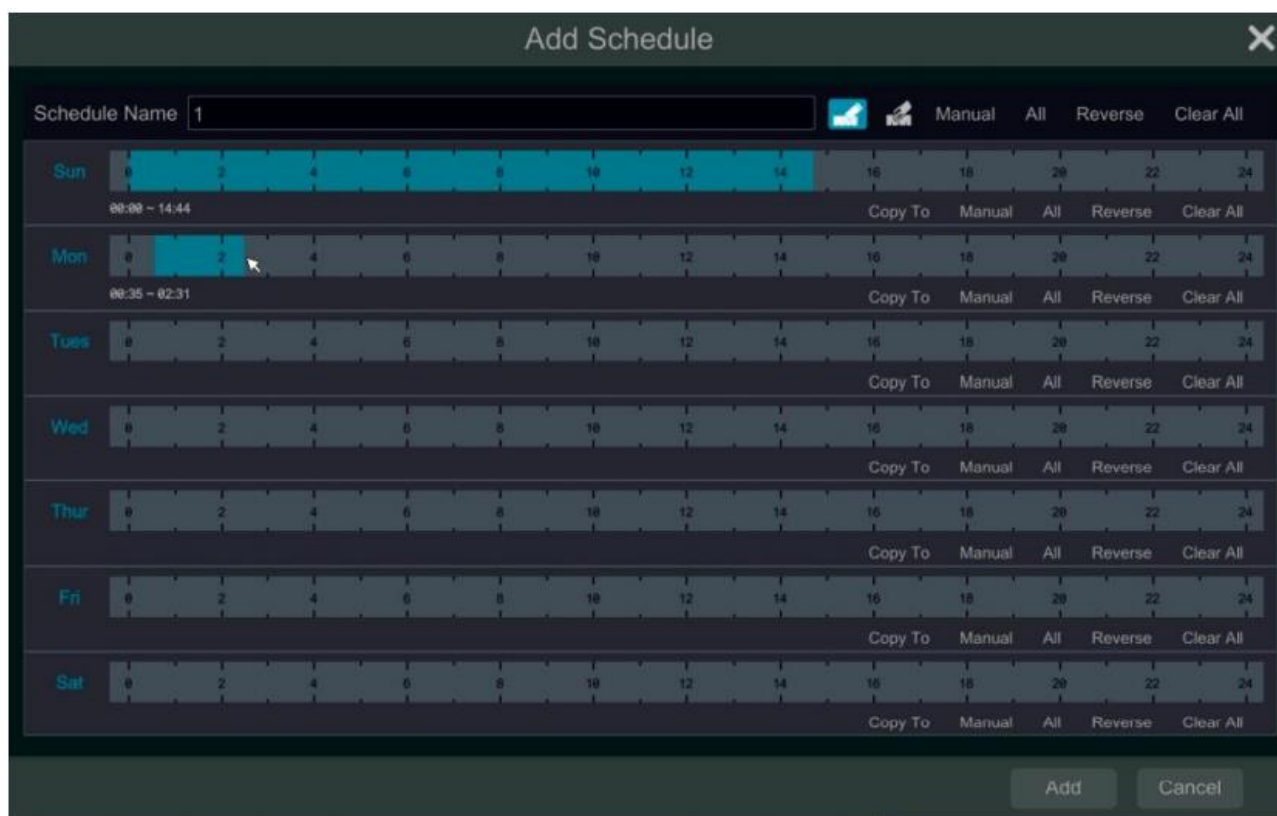 Add Schedule
Schedule Name 1 Manual All Reverse Clear All
Sun 0 2 4 6 8 10 12 14 16 18 20 22 24
00:00 ~ 14:44 Copy To Manual All Reverse Clear All
Mon 0 2 4 6 8 10 12 14 16 18 20 22 24
00:35 ~ 02:31 Copy To Manual All Reverse Clear All
Tues 0 2 4 6 8 10 12 14 16 18 20 22 24
Copy To Manual All Reverse Clear All
Wed 0 2 4 6 8 10 12 14 16 18 20 22 24
Copy To Manual All Reverse Clear All
Thur 0 2 4 6 8 10 12 14 16 18 20 22 24
Copy To Manual All Reverse Clear All
Fri 0 2 4 6 8 10 12 14 16 18 20 22 24
Copy To Manual All Reverse Clear All
Sat 0 2 4 6 8 10 12 14 16 18 20 22 24
Copy To Manual All Reverse Clear All
Add Cancel